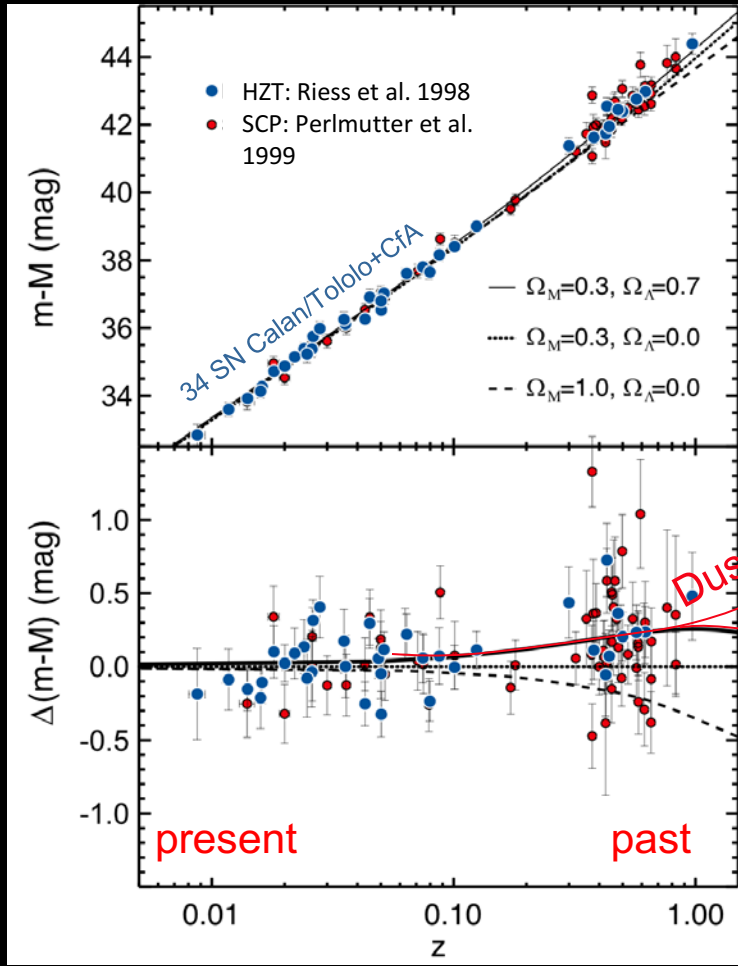 44
42
40
38
36
34
m-M (mag)
HZT: Riess et al. 1998
SCP: Perlmutter et al.
1999
34 SN Calan/Tololo+CfA
Ω_M=0.3, Ω_Λ=0.7
Ω_M=0.3, Ω_Λ=0.0
Ω_M=1.0, Ω_Λ=0.0
1.0
0.5
0.0
-0.5
-1.0
Δ(m-M) (mag)
Dus
present
past
0.01
0.10
1.00
z